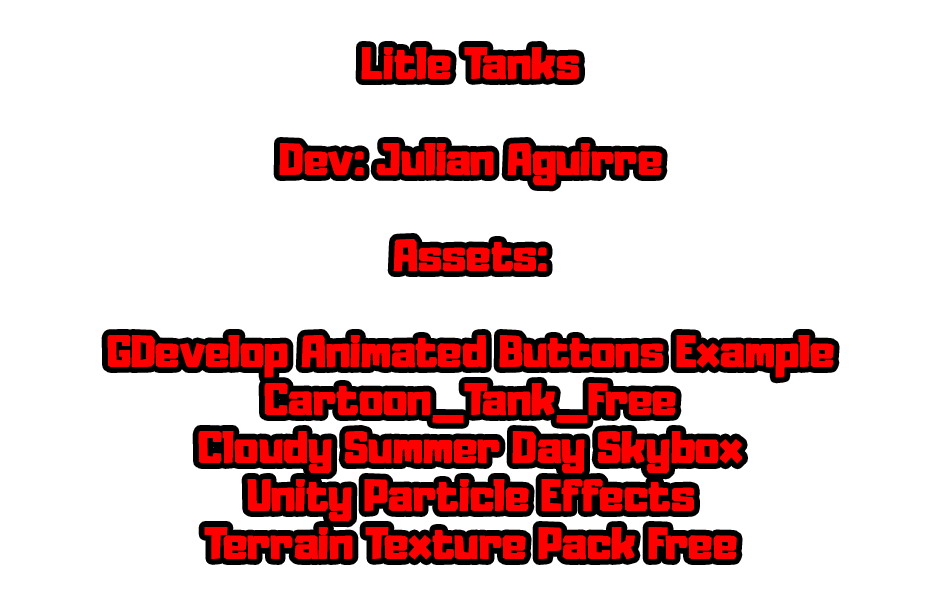 Litle Tanks
Dev: Julian Aguirre
Assets:
GDevelop Animated Buttons Example
Cartoon_Tank_Free
Cloudy Summer Day Skybox
Unity Particle Effects
Terrain Texture Pack Free